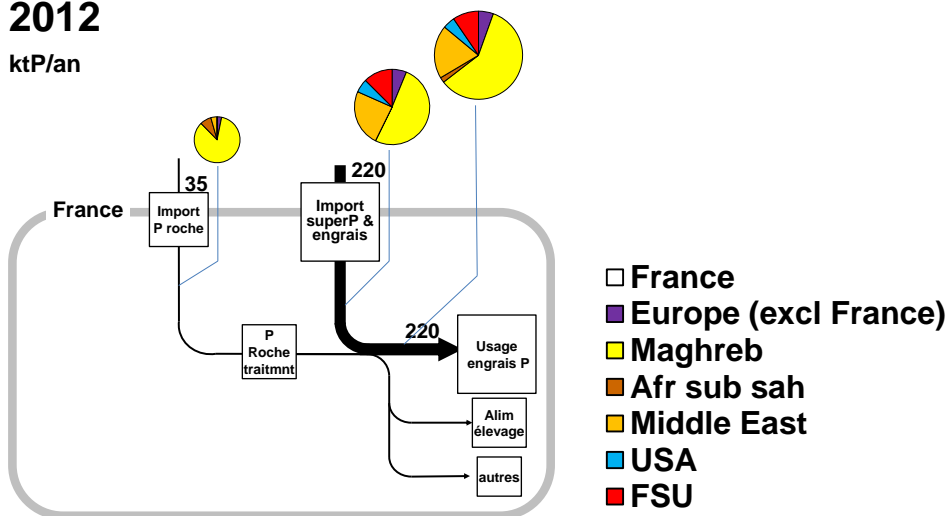 2012
ktP/an
35
220
France
Import
P roche
Import
superP &
engrais
220
P
Roche
traitmnt
Usage
engrais P
Alim
élevage
autres
France
Europe (excl France)
Maghreb
Afr sub sah
Middle East
USA
FSU